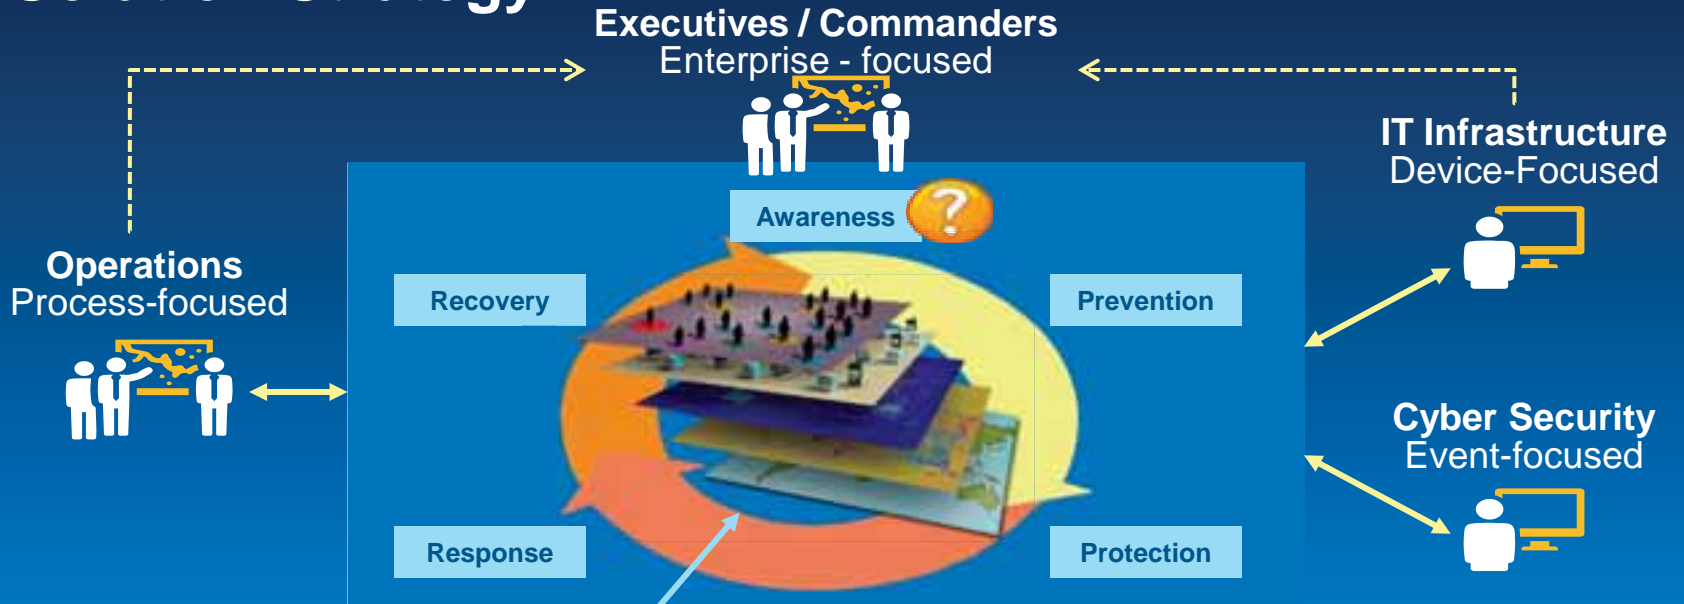 Executives / Commanders
Enterprise - focused
IT Infrastructure
Device-Focused
Awareness
?
Operations
Process-focused
Recovery
Prevention
Cyber Security
Event-focused
Response
Protection